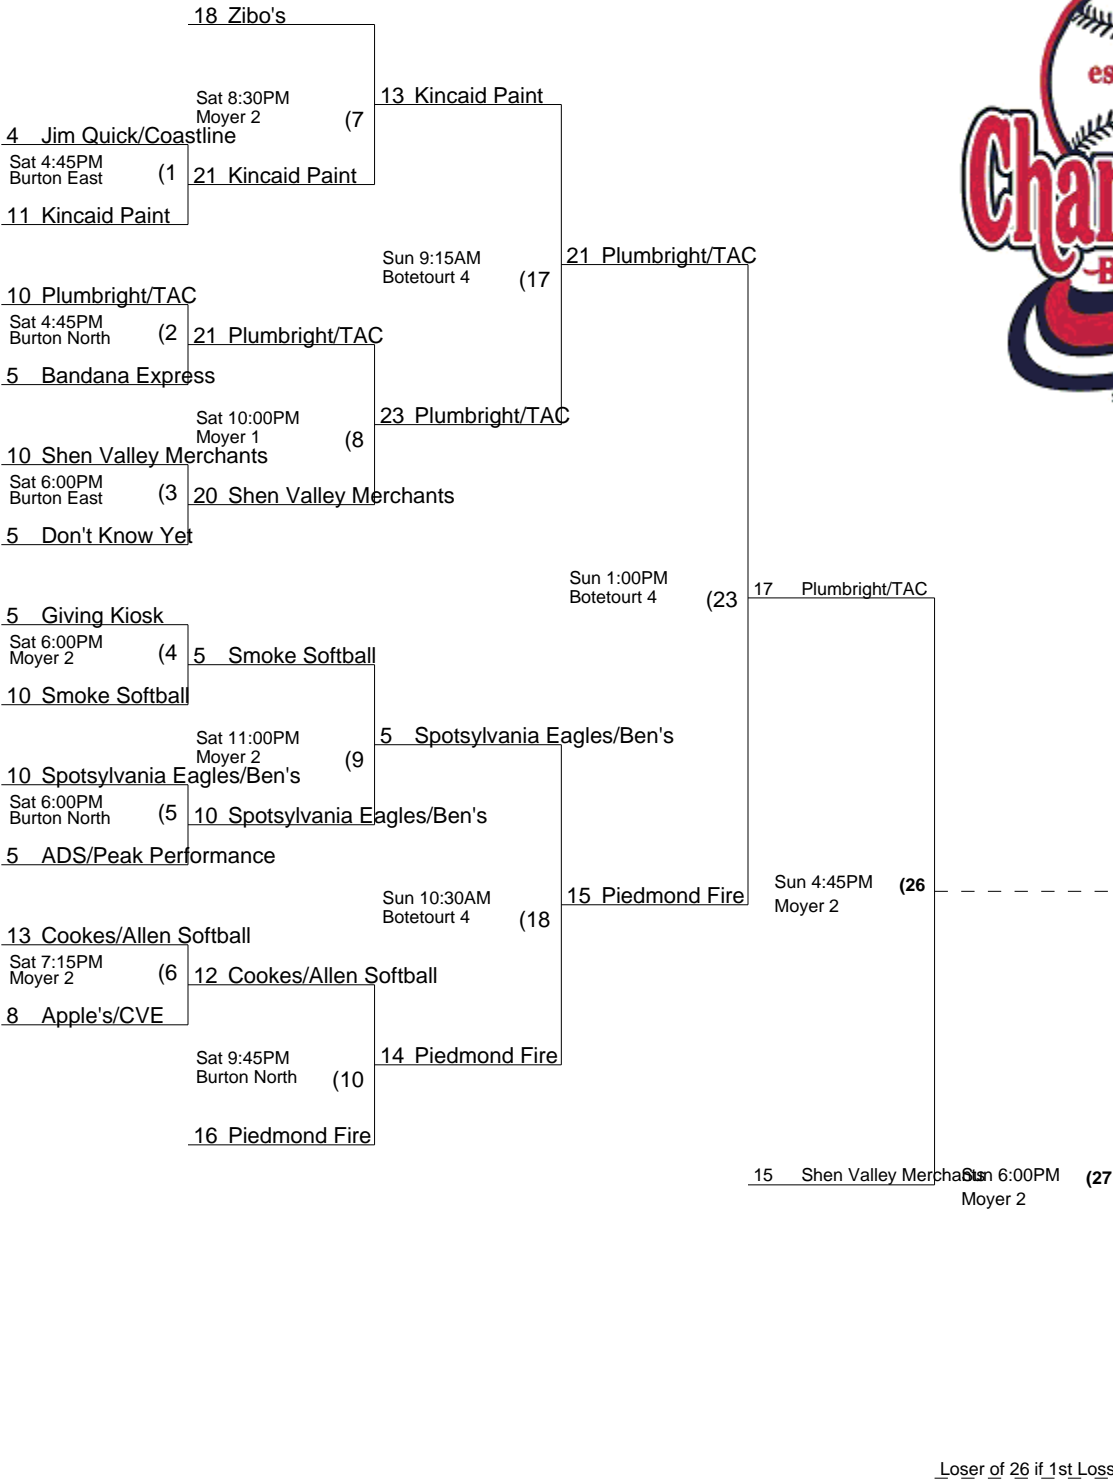 18 Zibo's
Sat 8:30PM
Moyer 2
(7
13 Kincaid Paint
4 Jim Quick/Coastline
Sat 4:45PM
Burton East
(1
21 Kincaid Paint
11 Kincaid Paint
Sun 9:15AM
Botetourt 4
(17
21 Plumbright/TAC
10 Plumbright/TAC
Sat 4:45PM
Burton North
(2
21 Plumbright/TAC
5 Bandana Express
Sat 10:00PM
Moyer 1
(8
23 Plumbright/TAC
10 Shen Valley Merchants
Sat 6:00PM
Burton East
(3
20 Shen Valley Merchants
5 Don't Know Yet
Sun 1:00PM
Botetourt 4
(23
17 Plumbright/TAC
5 Giving Kiosk
Sat 6:00PM
Moyer 2
(4
5 Smoke Softball
10 Smoke Softball
Sat 11:00PM
Moyer 2
(9
5 Spotsylvania Eagles/Ben's
10 Spotsylvania Eagles/Ben's
Sat 6:00PM
Burton North
(5
10 Spotsylvania Eagles/Ben's
5 ADS/Peak Performance
Sun 10:30AM
Botetourt 4
(18
15 Piedmond Fire
Sun 4:45PM
Moyer 2
(26
13 Cookes/Allen Softball
Sat 7:15PM
Moyer 2
(6
12 Cookes/Allen Softball
8 Apple's/CVE
Sat 9:45PM
Burton North
(10
14 Piedmond Fire
16 Piedmond Fire
15 Shen Valley Merchants
Sun 6:00PM
Moyer 2
(27
Loser of 26 if 1st Loss
es
Cha